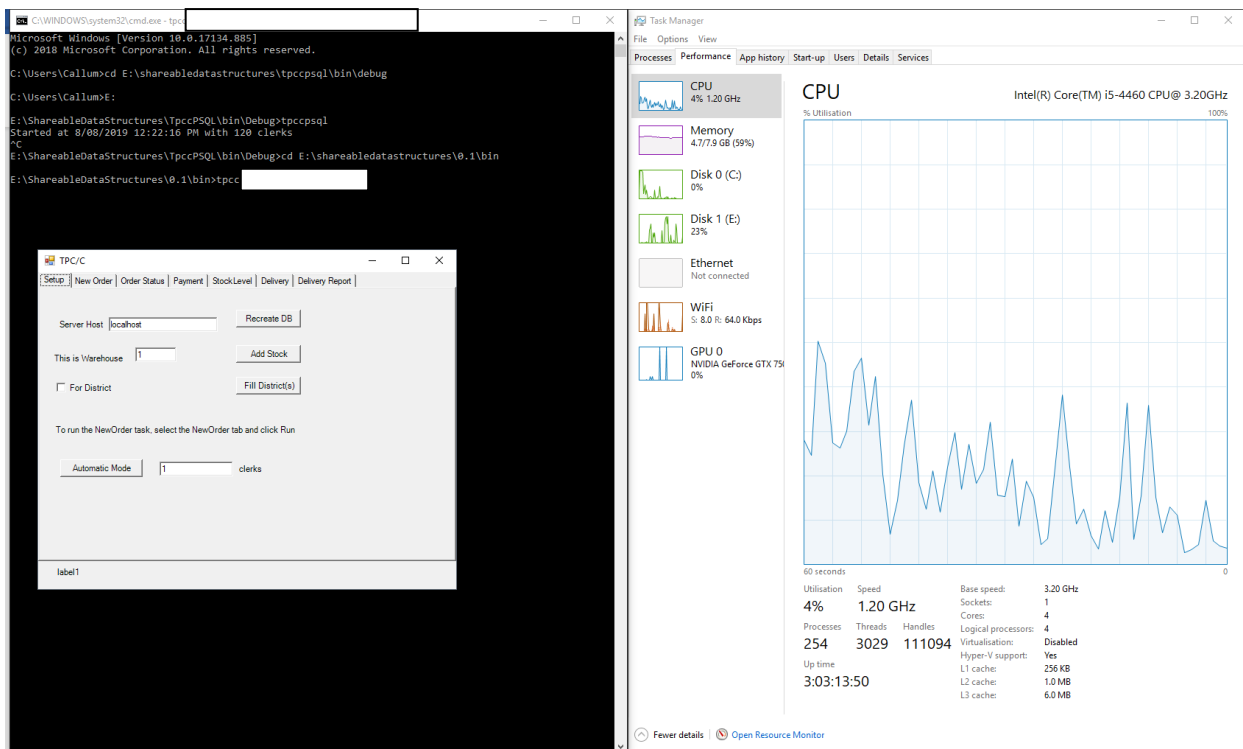 C:\WINDOWS\system32\cmd.exe - tpcc
Microsoft Windows [Version 10.0.17134.885]
(c) 2018 Microsoft Corporation. All rights reserved.
C:\Users\Callum>cd E:\shareabledatastructures\tpccpsql\bin\debug
C:\Users\Callum>E:
E:\ShareableDataStructures\TpccPSQL\bin\Debug>tpccpsql
Started at 8/08/2019 12:22:16 PM with 120 clerks
^C
E:\ShareableDataStructures\TpccPSQL\bin\Debug>cd E:\shareabledatastructures\0.1\bin
E:\ShareableDataStructures\0.1\bin>tpcc
TPC/C
Setup New Order Order Status Payment StockLevel Delivery Delivery Report
Server Host localhost Recreate DB
This is Warehouse 1 Add Stock
For District Fill District(s)
To run the NewOrder task, select the NewOrder tab and click Run
Automatic Mode 1 clerks
label1
Task Manager
File Options View
Processes Performance App history Start-up Users Details Services
CPU
4% 1.20 GHz
Memory
4.7/7.9 GB (59%)
Disk 0 (C:)
0%
Disk 1 (E:)
23%
Ethernet
Not connected
WiFi
S: 8.0 R: 64.0 Kbps
GPU 0
NVIDIA GeForce GTX 75
0%
CPU Intel(R) Core(TM) i5-4460 CPU@ 3.20GHz
% Utilisation 100%
60 seconds 0
Utilisation Speed
4% 1.20 GHz
Processes Threads Handles
254 3029 111094
Up time
3:03:13:50
Base speed: 3.20 GHz
Sockets: 1
Cores: 4
Logical processors: 4
Virtualisation: Disabled
Hyper-V support: Yes
L1 cache: 256 KB
L2 cache: 1.0 MB
L3 cache: 6.0 MB
Fewer details Open Resource Monitor